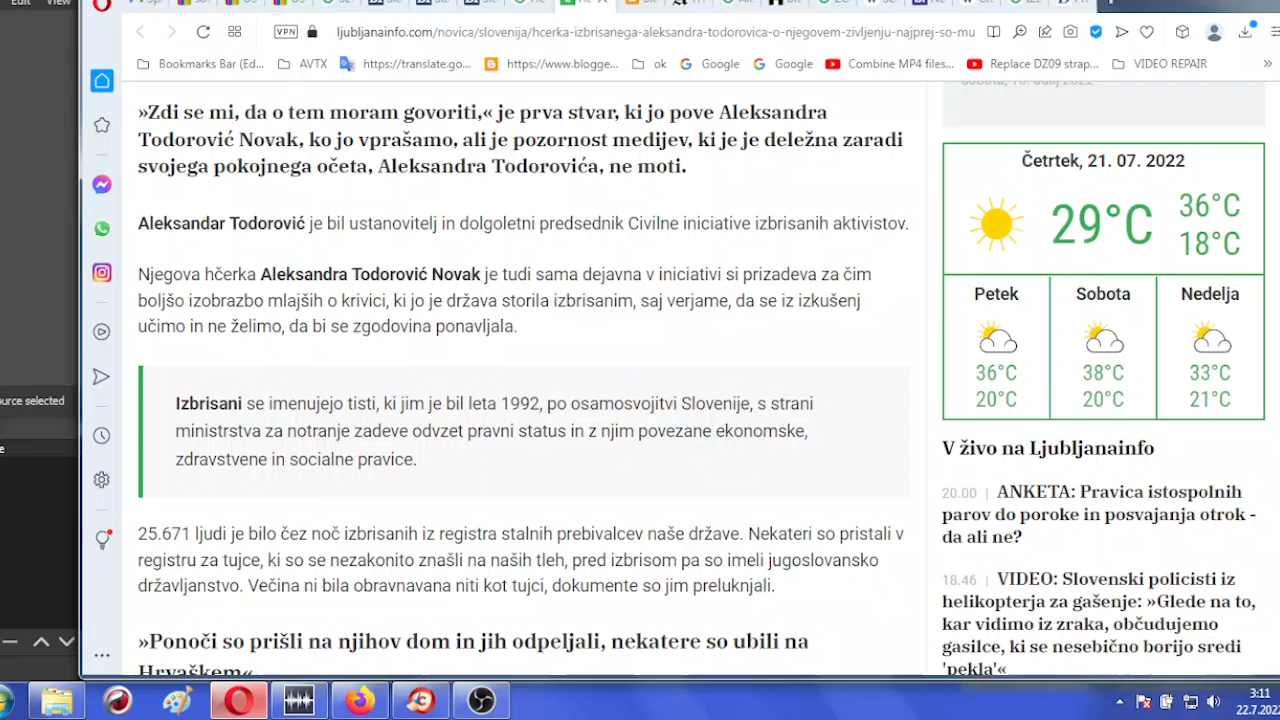 Edit View
VPN
ljubljanainfo.com/novica/slovenija/hcerka-izbrisanega-aleksandra-todorovica-o-njegovem-zivljenju-najprej-so-mu
Bookmarks Bar (Ed...
AVTX
https://translate.go...
https://www.blogge...
ok
Google
Google
Combine MP4 files...
Replace DZ09 strap...
VIDEO REPAIR
»
»Zdi se mi, da o tem moram govoriti,« je prva stvar, ki jo pove Aleksandra
Todorović Novak, ko jo vprašamo, ali je pozornost medijev, ki je je deležna zaradi
svojega pokojnega očeta, Aleksandra Todorovića, ne moti.
Aleksandar Todorović je bil ustanovitelj in dolgoletni predsednik Civilne iniciative izbrisanih aktivistov.
Njegova hčerka Aleksandra Todorović Novak je tudi sama dejavna v iniciativi si prizadeva za čim
boljšo izobrazbo mlajših o krivici, ki jo je država storila izbrisanim, saj verjame, da se iz izkušenj
učimo in ne želimo, da bi se zgodovina ponavljala.
Izbrisani se imenujejo tisti, ki jim je bil leta 1992, po osamosvojitvi Slovenije, s strani
ministrstva za notranje zadeve odvzet pravni status in z njim povezane ekonomske,
zdravstvene in socialne pravice.
25.671 ljudi je bilo čez noč izbrisanih iz registra stalnih prebivalcev naše države. Nekateri so pristali v
registru za tujce, ki so se nezakonito znašli na naših tleh, pred izbrisom pa so imeli jugoslovansko
državljanstvo. Večina ni bila obravnavana niti kot tujci, dokumente so jim preluknjali.
»Ponoči so prišli na njihov dom in jih odpeljali, nekatere so ubili na
Hrvaškem«
Četrtek, 21. 07. 2022
29°C
36°C
18°C
Petek
Sobota
Nedelja
36°C
38°C
33°C
20°C
20°C
21°C
V živo na Ljubljanainfo
20.00 | ANKETA: Pravica istospolnih
parov do poroke in posvajanja otrok -
da ali ne?
18.46 | VIDEO: Slovenski policisti iz
helikopterja za gašenje: »Glede na to,
kar vidimo iz zraka, občudujemo
gasilce, ki se nesebično borijo sredi
'pekla'«
urce selected
3:11
22.7.2022